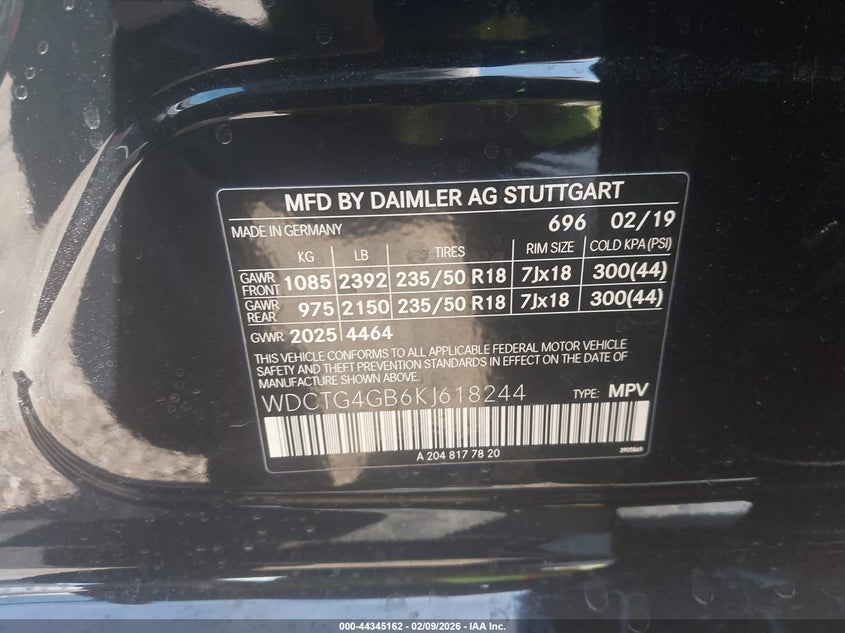 MFD BY DAIMLER AG STUTTGART
MADE IN GERMANY 696 02/19
KG LB TIRES RIM SIZE COLD KPA(PSI)
GAWR FRONT 1085 2392 235/50 R18 7Jx18 300(44)
GAWR REAR 975 2150 235/50 R18 7Jx18 300(44)
GVWR 2025 4464
THIS VEHICLE CONFORMS TO ALL APPLICABLE FEDERAL MOTOR VEHICLE
SAFETY AND THEFT PREVENTION STANDARDS IN EFFECT ON THE DATE OF
MANUFACTURE SHOWN ABOVE.
WDCTG4GB6KJ618244 TYPE: MPV
A 204 817 78 20
000-44345162 - 02/09/2026 - IAA Inc.